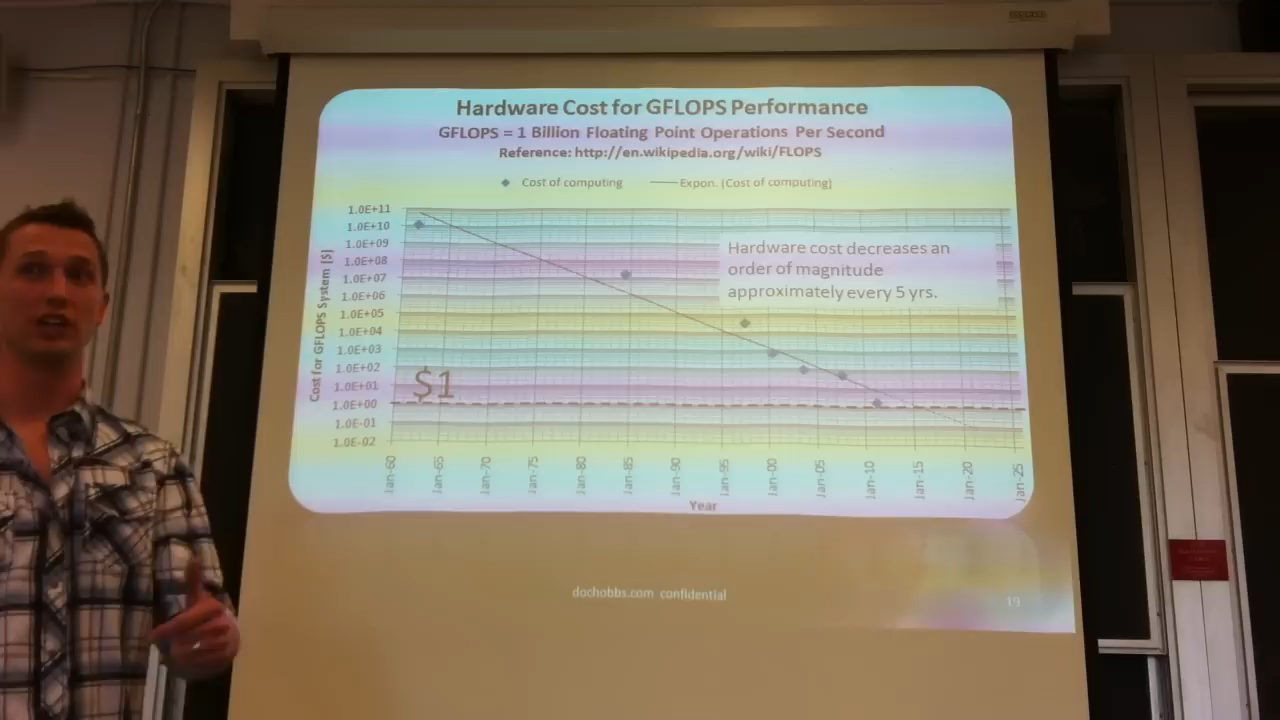 Hardware Cost for GFLOPS Performance
GFLOPS = 1 Billion Floating Point Operations Per Second
Reference: http://en.wikipedia.org/wiki/FLOPS
Cost of computing
Expon. (Cost of computing)
Cost for GFLOPS System [$]
1.0E+11
1.0E+10
1.0E+09
1.0E+08
1.0E+07
1.0E+06
1.0E+05
1.0E+04
1.0E+03
1.0E+02
1.0E+01
1.0E+00
1.0E-01
1.0E-02
Hardware cost decreases an
order of magnitude
approximately every 5 yrs.
$1
Jan-60
Jan-65
Jan-70
Jan-75
Jan-80
Jan-85
Jan-90
Jan-95
Jan-00
Jan-05
Jan-10
Jan-15
Jan-20
Jan-25
Year
dochobbs.com confidential
19